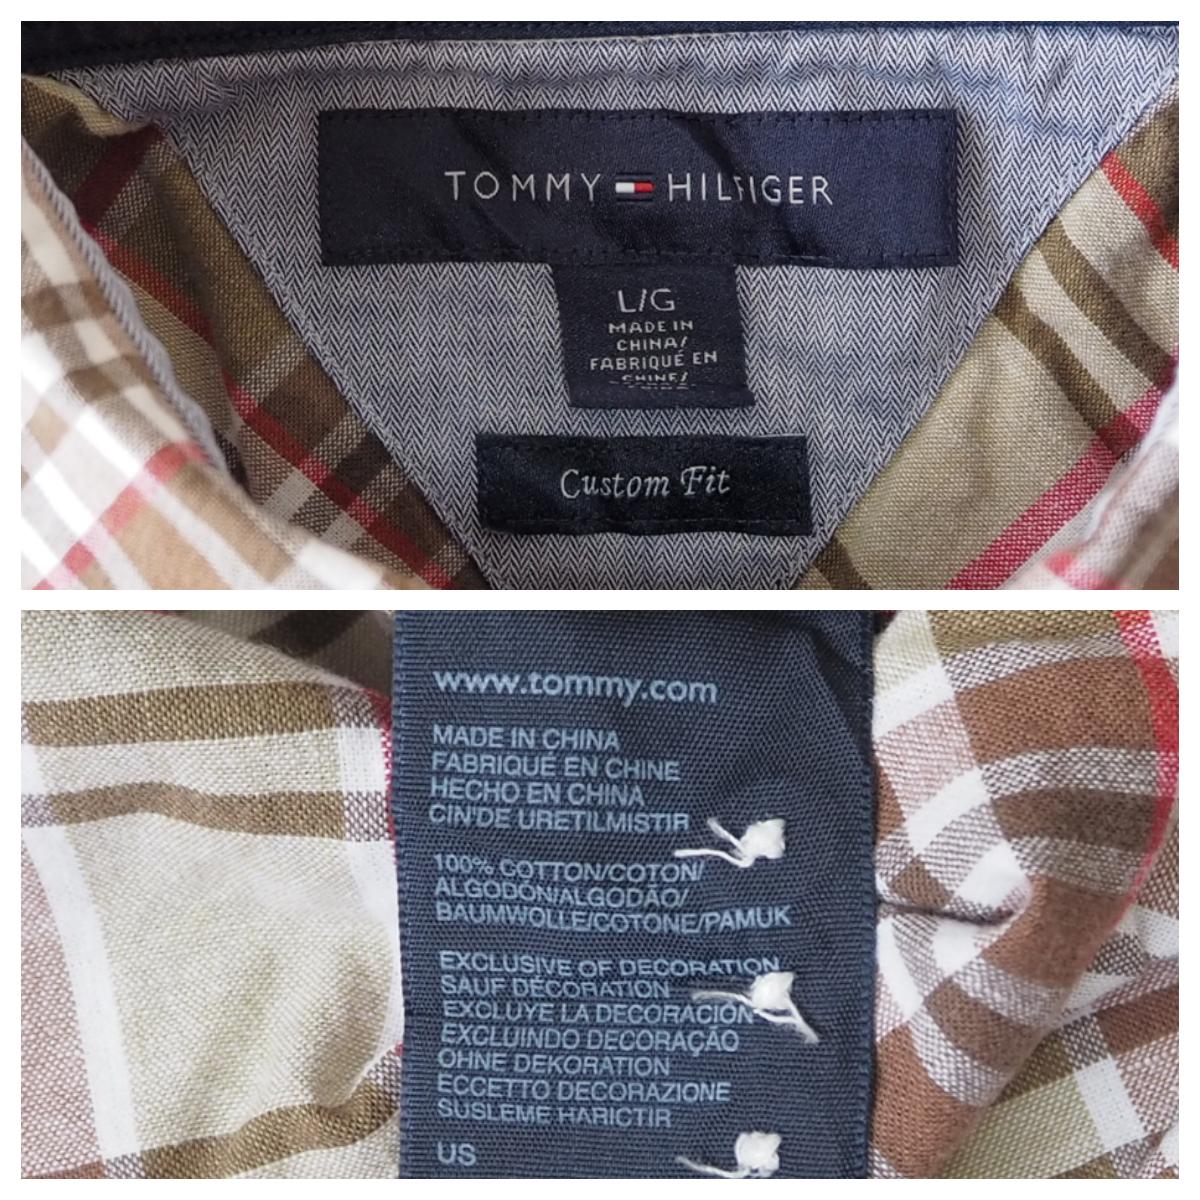 TOMMY HILFIGER
L/G
MADE IN
CHINA/
FABRIQUÉ EN
CHINE/
Custom Fit
www.tommy.com
MADE IN CHINA
FABRIQUÉ EN CHINE
HECHO EN CHINA
CIN'DE URETILMISTIR
100% COTTON/COTON/
ALGODÓN/ALGODÃO/
BAUMWOLLE/COTONE/PAMUK
EXCLUSIVE OF DECORATION
SAUF DÉCORATION
EXCLUYE LA DECORACIÓN
EXCLUINDO DECORAÇÃO
OHNE DEKORATION
ECCETTO DECORAZIONE
SUSLEME HARICTIR
US